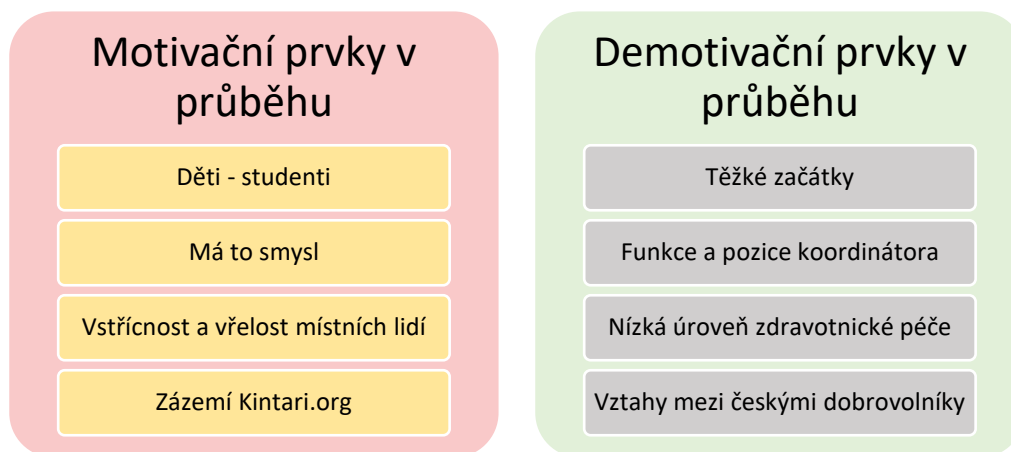 Motivační prvky v
průběhu
Děti - studenti
Má to smysl
Vstřícnost a vřelost místních lidí
Zázemí Kintari.org
Demotivační prvky v
průběhu
Těžké začátky
Funkce a pozice koordinátora
Nízká úroveň zdravotnické péče
Vztahy mezi českými dobrovolníky